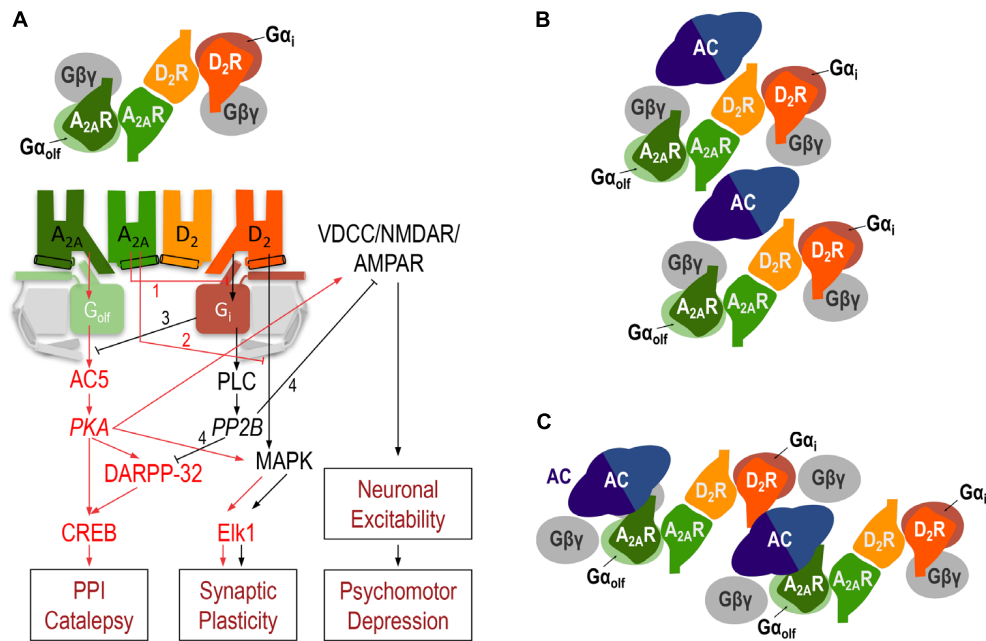 A
Gβγ
D₂R
D₂R
Gαᵢ
A₂ₐR
A₂ₐR
Gβγ
Gαₒₗf
A₂ₐ
A₂ₐ
D₂
D₂
VDCC/NMDAR/
AMPAR
1
Gₒₗf
Gᵢ
3
2
AC5
PLC
4
PKA
PP2B
4
DARPP-32
MAPK
Neuronal
Excitability
CREB
Elk1
PPI
Catalepsy
Synaptic
Plasticity
Psychomotor
Depression
B
AC
Gαᵢ
Gβγ
D₂R
D₂R
A₂ₐR
A₂ₐR
Gβγ
Gαₒₗf
AC
Gαᵢ
Gβγ
D₂R
D₂R
A₂ₐR
A₂ₐR
Gβγ
Gαₒₗf
C
Gαᵢ
AC
AC
D₂R
D₂R
Gβγ
Gαᵢ
Gβγ
A₂ₐR
A₂ₐR
AC
D₂R
D₂R
Gαₒₗf
Gβγ
A₂ₐR
A₂ₐR
Gβγ
Gαₒₗf